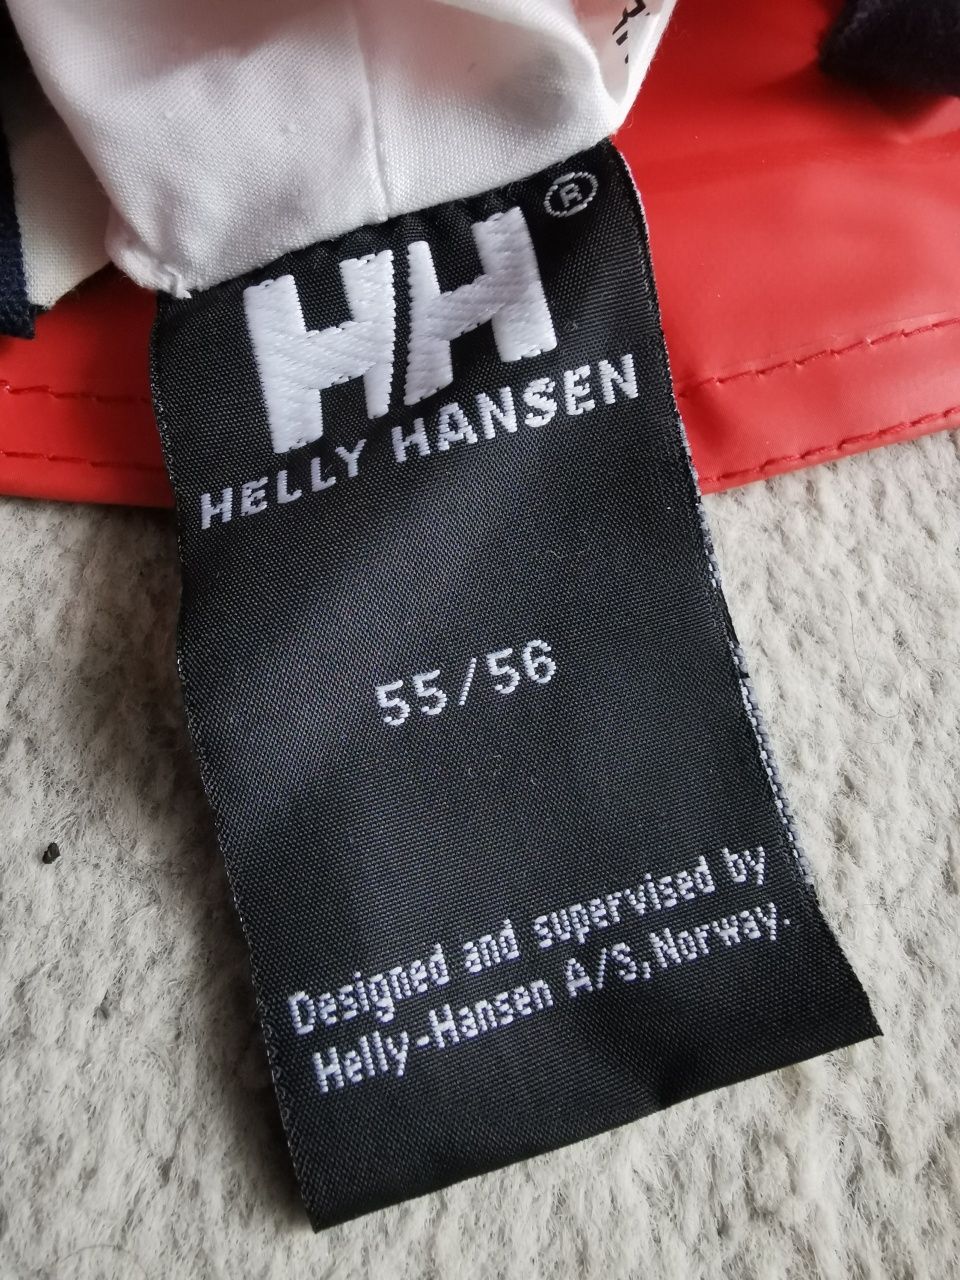 HH®
HELLY HANSEN
55/56
Designed and supervised by
Helly-Hansen A/S, Norway.